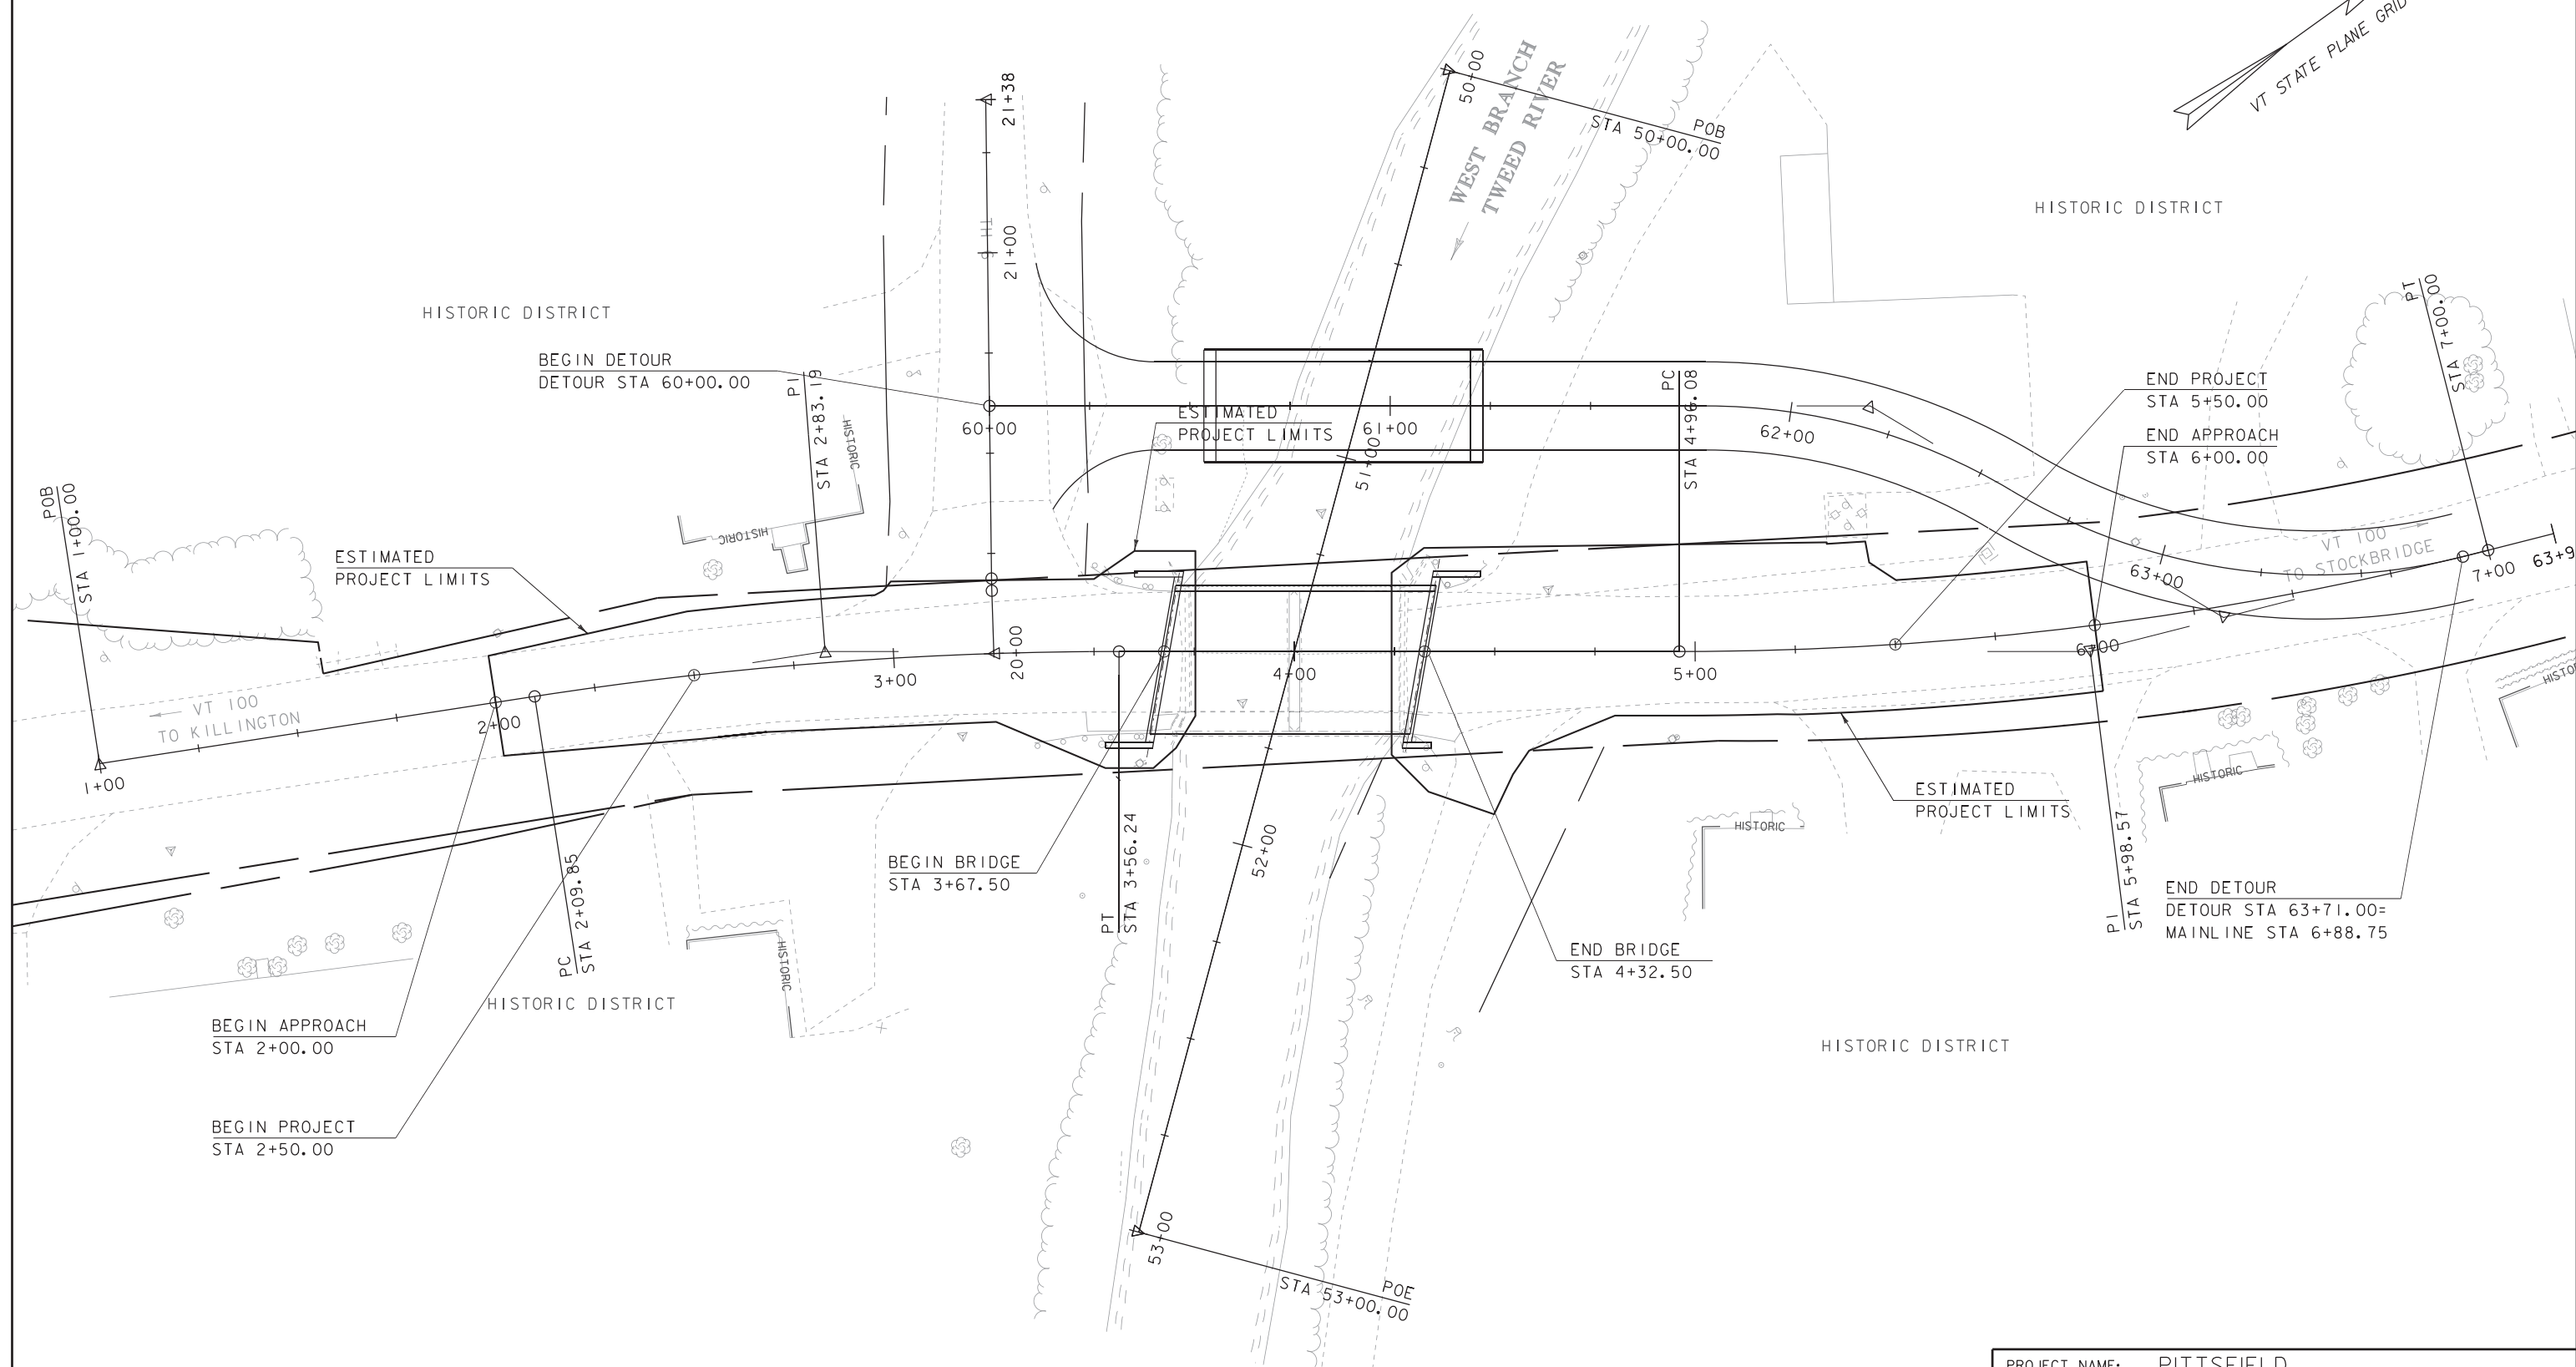 VT STATE PLANE GRID
HISTORIC DISTRICT
HISTORIC DISTRICT
WEST BRANCH
TWEED RIVER
50+00
POB
STA 50+00.00
21+38
21+00
TH 6
BEGIN DETOUR
DETOUR STA 60+00.00
PI
STA 2+83.19
HISTORIC
HISTORIC
60+00
ESTIMATED
PROJECT LIMITS
61+00
51+00
PC
STA 4+96.08
62+00
END PROJECT
STA 5+50.00
END APPROACH
STA 6+00.00
PT
STA 7+00.00
POB
STA 1+00.00
ESTIMATED
PROJECT LIMITS
VT 100
TO STOCKBRIDGE
63+00
7+00
63+9
VT 100
TO KILLINGTON
1+00
2+00
3+00
20+00
4+00
5+00
6+00
HISTO
HISTORIC
ESTIMATED
PROJECT LIMITS
HISTORIC
PC
STA 2+09.85
BEGIN BRIDGE
STA 3+67.50
PT
STA 3+56.24
52+00
PI
STA 5+98.57
END DETOUR
DETOUR STA 63+71.00=
MAINLINE STA 6+88.75
END BRIDGE
STA 4+32.50
HISTORIC
HISTORIC DISTRICT
BEGIN APPROACH
STA 2+00.00
HISTORIC DISTRICT
BEGIN PROJECT
STA 2+50.00
53+00
POE
STA 53+00.00
PROJECT NAME: PITTSFIELD